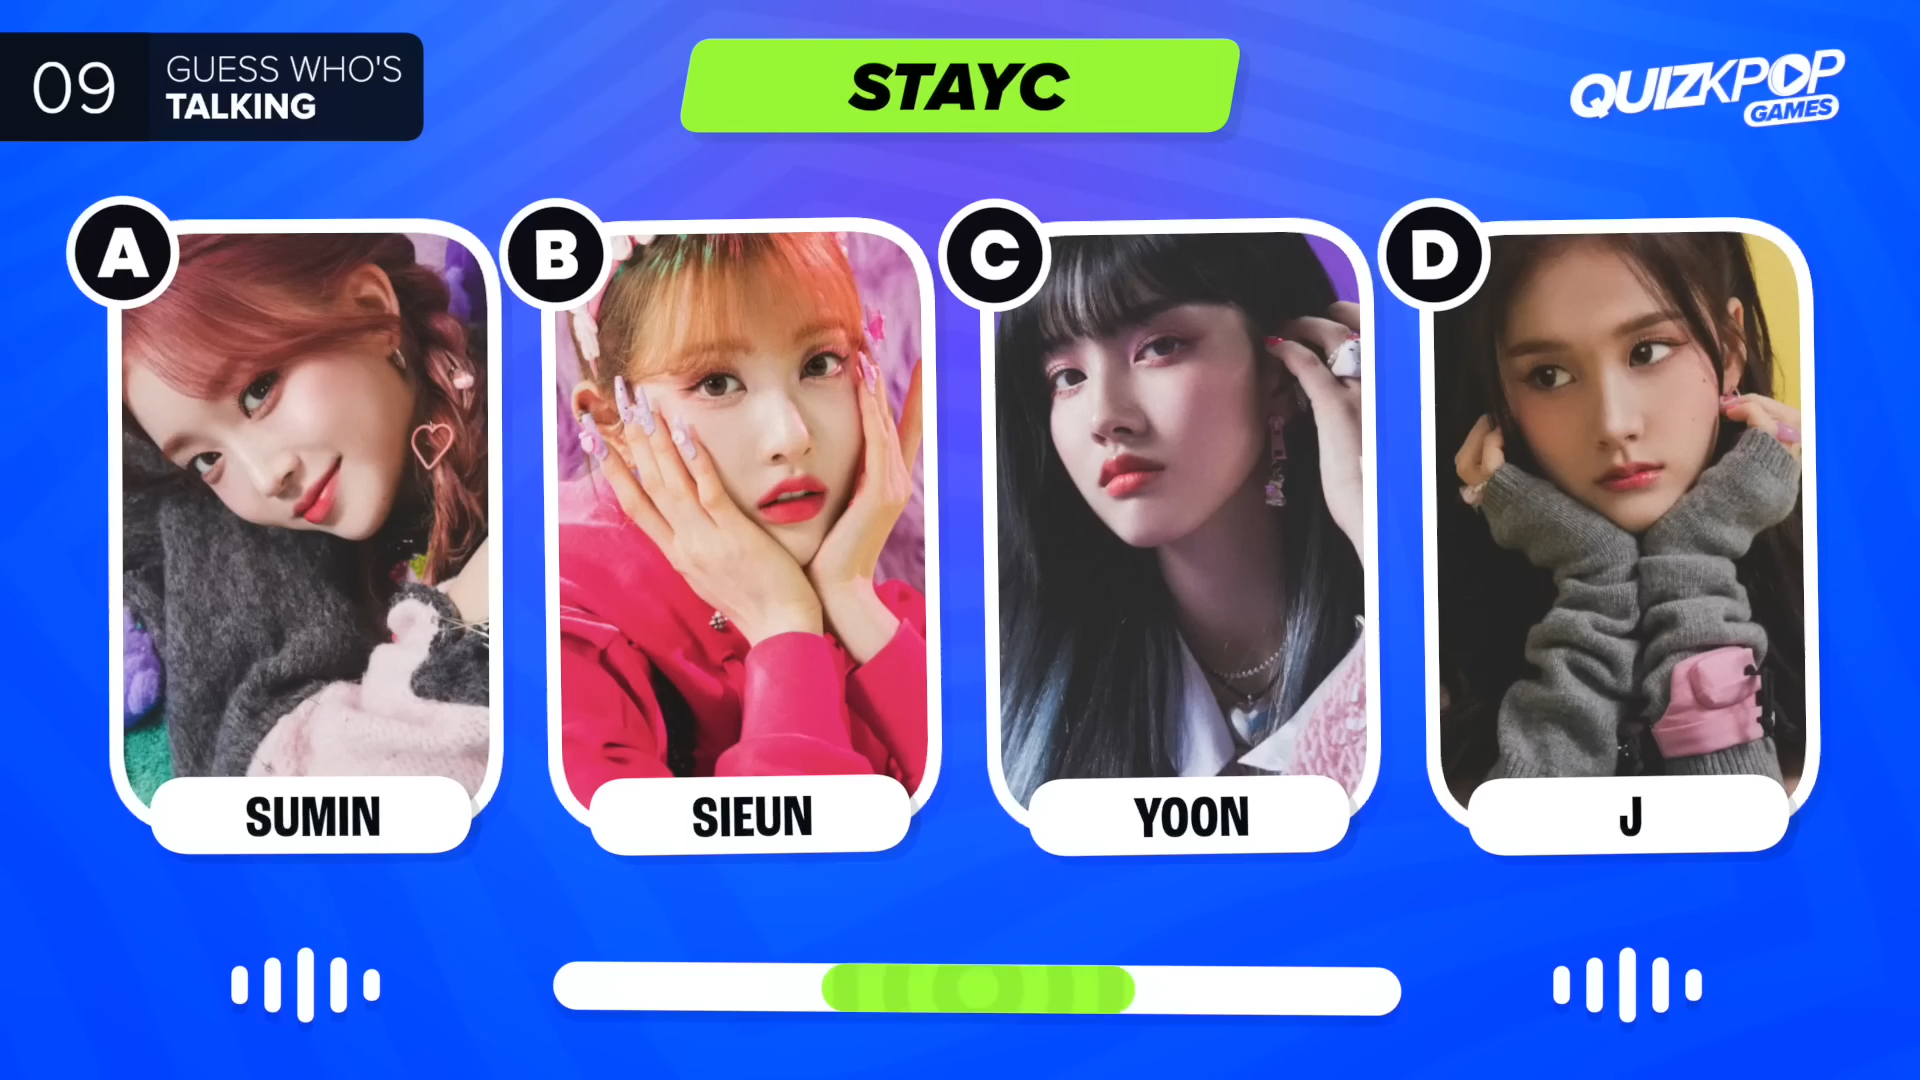 09
GUESS WHO'S
TALKING
STAYC
QUIZKPOP
GAMES
A
B
C
D
SUMIN
SIEUN
YOON
J